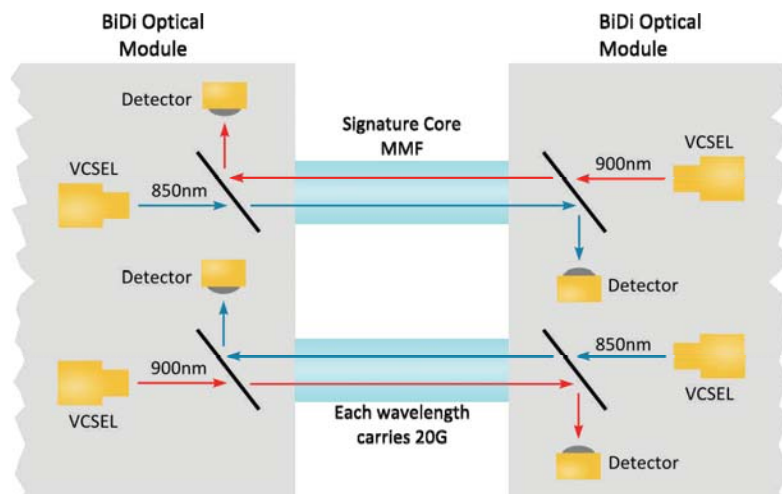 BiDi Optical
Module
BiDi Optical
Module
Detector
Signature Core
MMF
VCSEL
850nm
900nm
VCSEL
Detector
Detector
VCSEL
900nm
850nm
VCSEL
Each wavelength
carries 20G
Detector